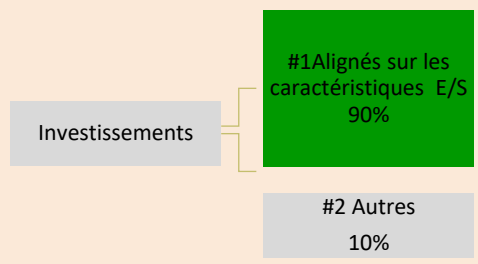 #1Alignés sur les
caractéristiques E/S
90%
Investissements
#2 Autres
10%